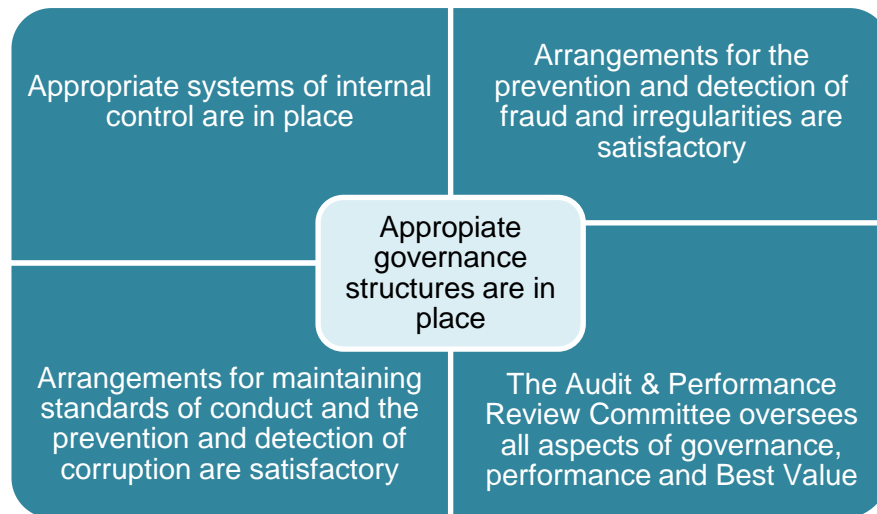 Appropriate systems of internal
control are in place
Arrangements for the
prevention and detection of
fraud and irregularities are
satisfactory
Appropiate
governance
structures are in
place
Arrangements for maintaining
standards of conduct and the
prevention and detection of
corruption are satisfactory
The Audit & Performance
Review Committee oversees
all aspects of governance,
performance and Best Value